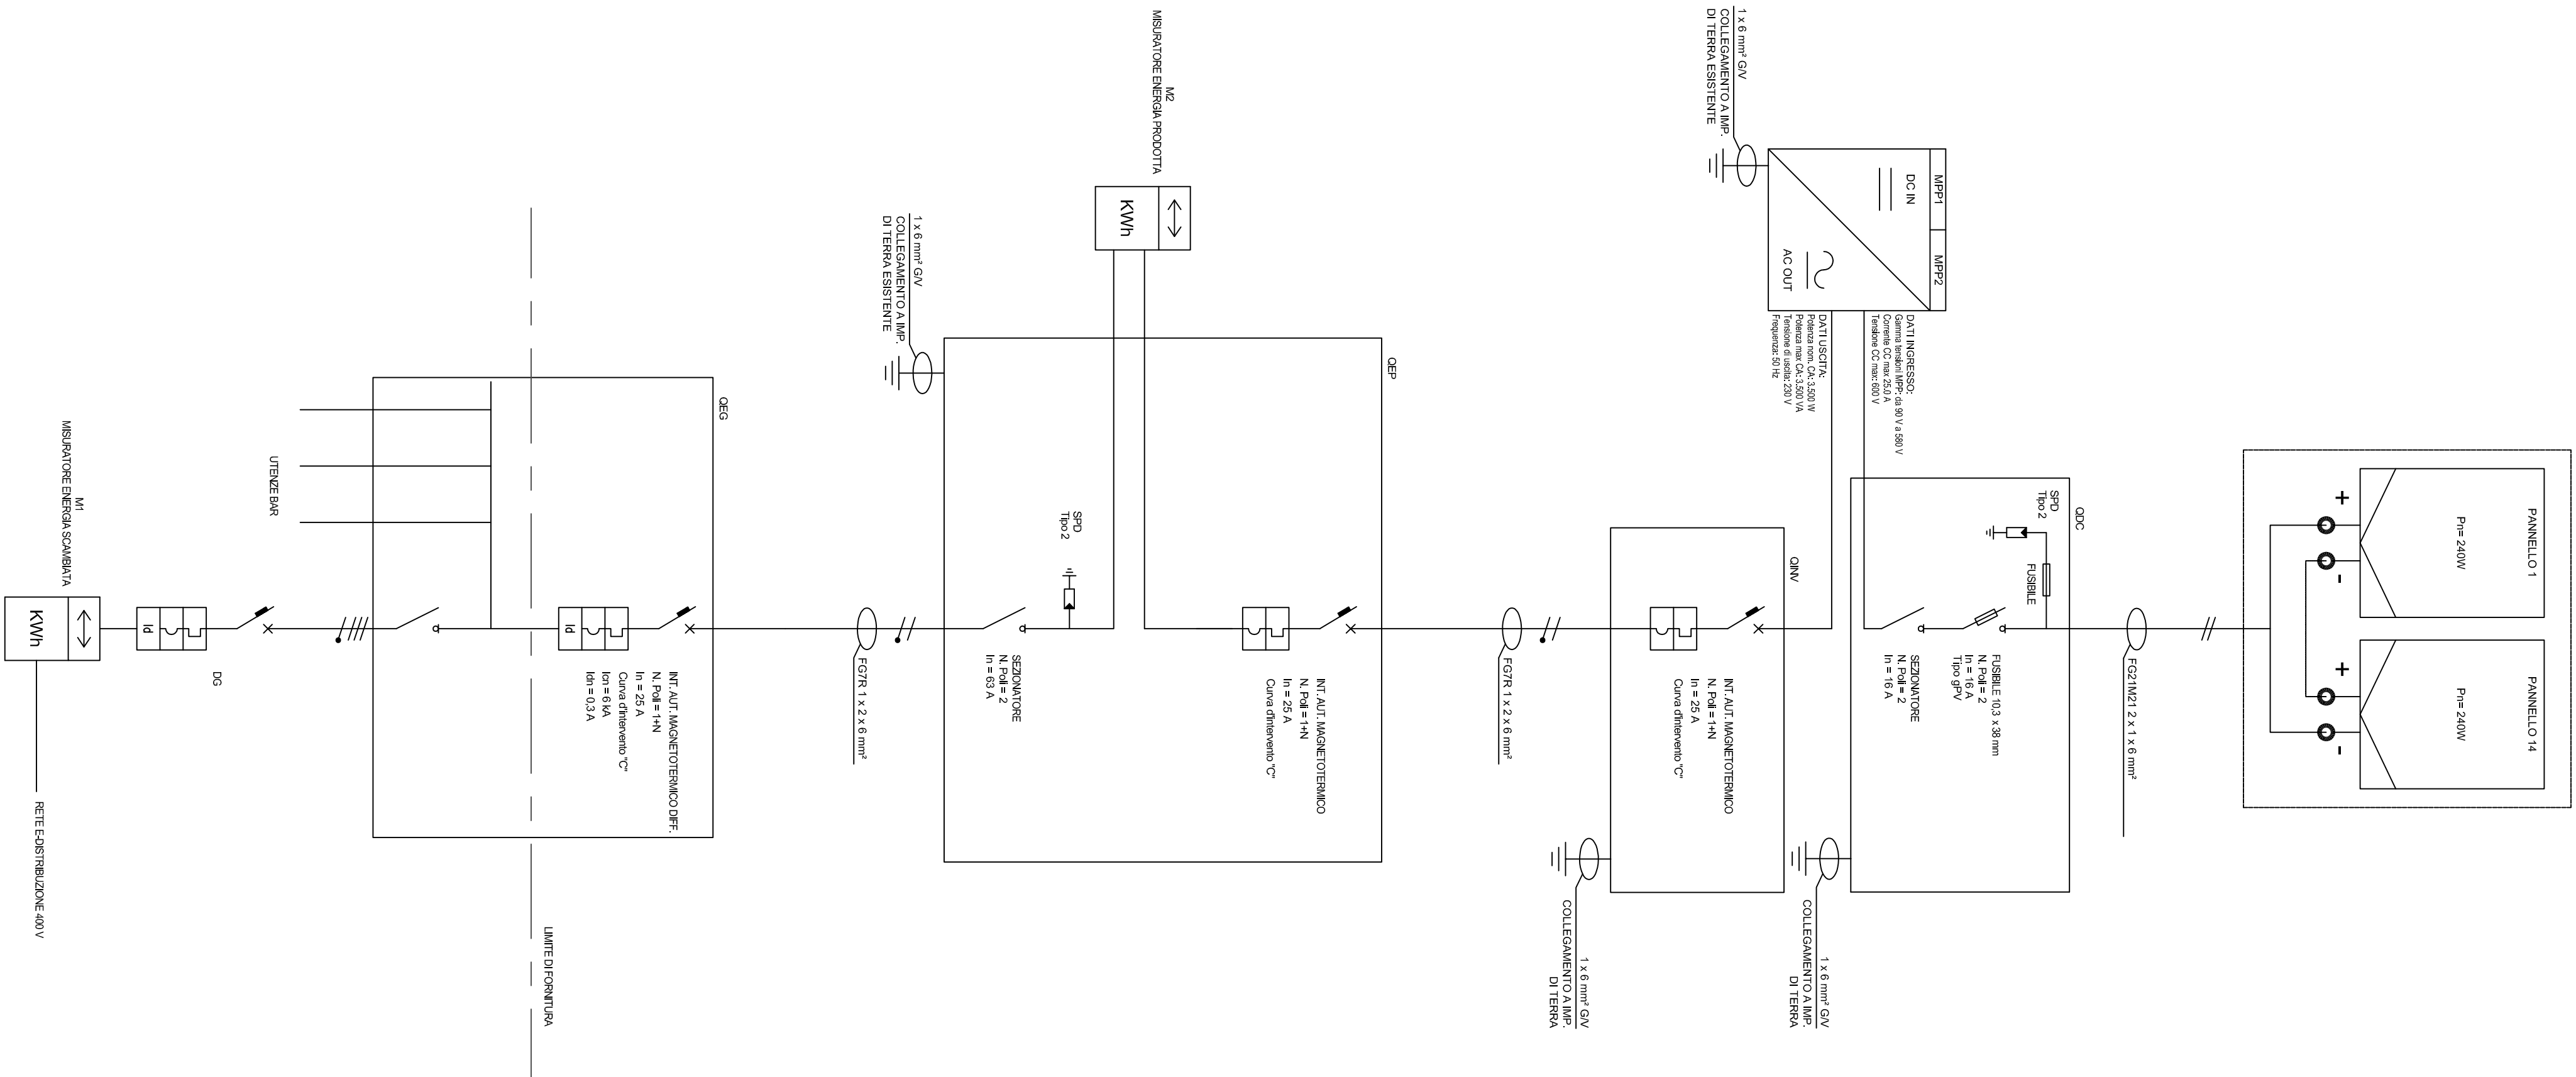 PANNELLO 1
Pn= 240W
+
-
PANNELLO 14
Pn= 240W
+
-
FG21M21 2 x 1 x 6 mm²
QDC
SPD
Tipo 2
FUSIBILE
FUSIBILE 10,3 x 38 mm
N. Poli = 2
In = 16 A
Tipo gPV
SEZIONATORE
N. Poli = 2
In = 16 A
1 x 6 mm² G/V
COLLEGAMENTO A IMP.
DI TERRA
MPP1
MPP2
DC IN
AC OUT
DATI INGRESSO:
Gamma tensioni MPP: da 90 V a 580 V
Corrente CC max 25,0 A
Tensione CC max: 600 V
DATI USCITA:
Potenza nom. CA: 3.500 W
Potenza max CA: 3.500 VA
Tensione di uscita: 230 V
Frequenza: 50 Hz
1 x 6 mm² G/V
COLLEGAMENTO A IMP.
DI TERRA ESISTENTE
QINV
INT. AUT. MAGNETOTERMICO
N. Poli = 1+N
In = 25 A
Curva d'intervento "C"
1 x 6 mm² G/V
COLLEGAMENTO A IMP.
DI TERRA
FG7R 1 x 2 x 6 mm²
QEP
INT. AUT. MAGNETOTERMICO
N. Poli = 1+N
In = 25 A
Curva d'intervento "C"
M2
MISURATORE ENERGIA PRODOTTA
KWh
SPD
Tipo 2
SEZIONATORE
N. Poli = 2
In = 63 A
1 x 6 mm² G/V
COLLEGAMENTO A IMP.
DI TERRA ESISTENTE
FG7R 1 x 2 x 6 mm²
QEG
INT. AUT. MAGNETOTERMICO DIFF.
N. Poli = 1+N
In = 25 A
Curva d'intervento "C"
Icn = 6 kA
Idn = 0,3 A
Id
LIMITE DI FORNITURA
UTENZE BAR
DG
Id
M1
MISURATORE ENERGIA SCAMBIATA
KWh
RETE E-DISTRIBUZIONE 400 V